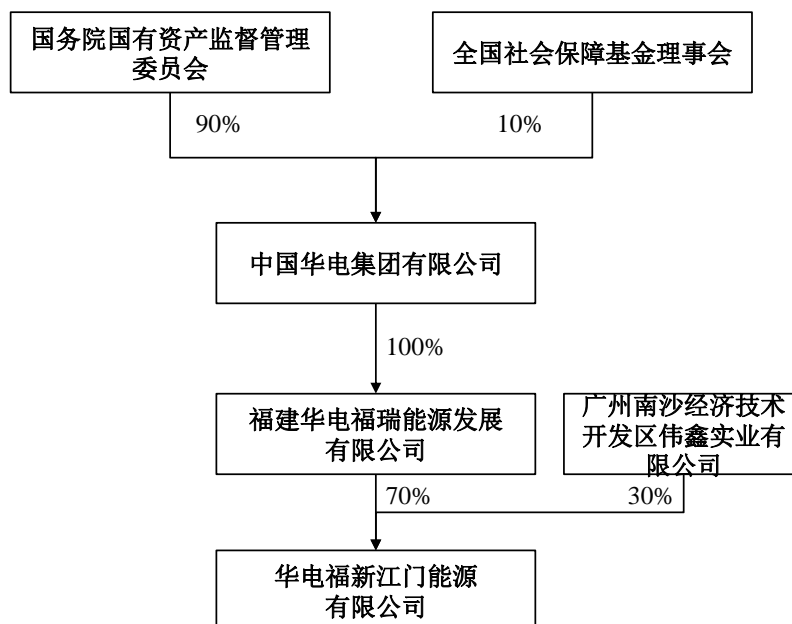 国务院国有资产监督管理
委员会
全国社会保障基金理事会
90%
10%
中国华电集团有限公司
100%
福建华电福瑞能源发展
有限公司
广州南沙经济技术
开发区伟鑫实业有
限公司
70%
30%
华电福新江门能源
有限公司